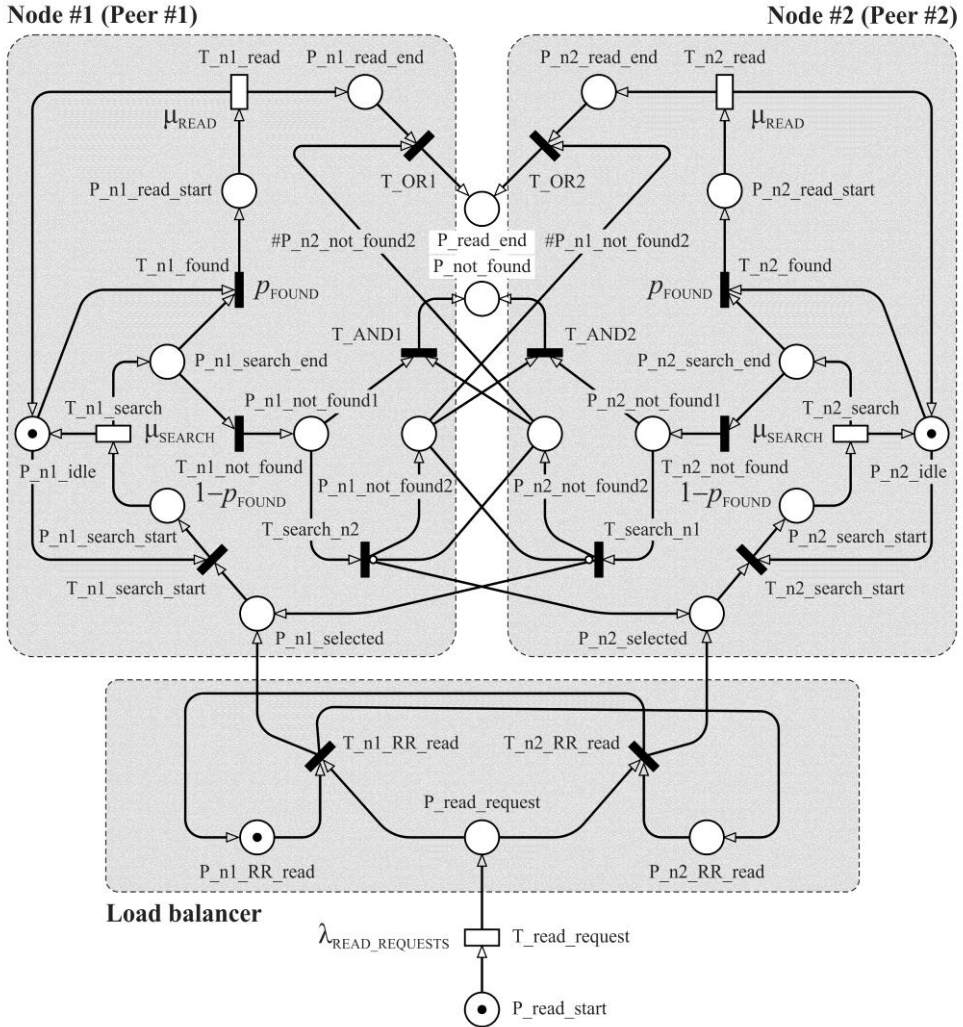 Node #1 (Peer #1)
Node #2 (Peer #2)
T_n1_read
P_n1_read_end
P_n2_read_end
T_n2_read
μREAD
μREAD
T_OR1
T_OR2
P_n1_read_start
P_n2_read_start
#P_n2_not_found2
P_read_end
#P_n1_not_found2
T_n1_found
P_not_found
T_n2_found
pFOUND
pFOUND
T_AND1
T_AND2
P_n1_search_end
P_n2_search_end
T_n1_search
P_n1_not_found1
P_n2_not_found1
T_n2_search
μSEARCH
μSEARCH
P_n1_idle
T_n1_not_found
T_n2_not_found
P_n2_idle
1−pFOUND
P_n1_not_found2
P_n2_not_found2
1−pFOUND
P_n1_search_start
T_search_n2
T_search_n1
P_n2_search_start
T_n1_search_start
T_n2_search_start
P_n1_selected
P_n2_selected
T_n1_RR_read
T_n2_RR_read
P_read_request
P_n1_RR_read
P_n2_RR_read
Load balancer
λREAD_REQUESTS
T_read_request
P_read_start